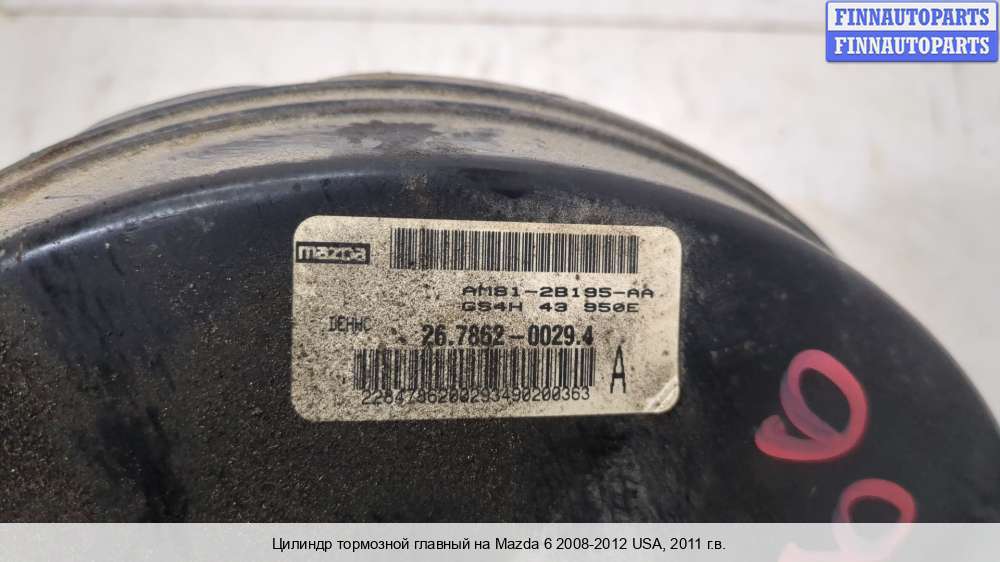 FINNAUTOPARTS
FINNAUTOPARTS
mazda
AM81-2B195-AA
GS4H 43 950E
DEHWC
26.7862-0029.4
A
2284786200293490200363
Цилиндр тормозной главный на Mazda 6 2008-2012 USA, 2011 г.в.